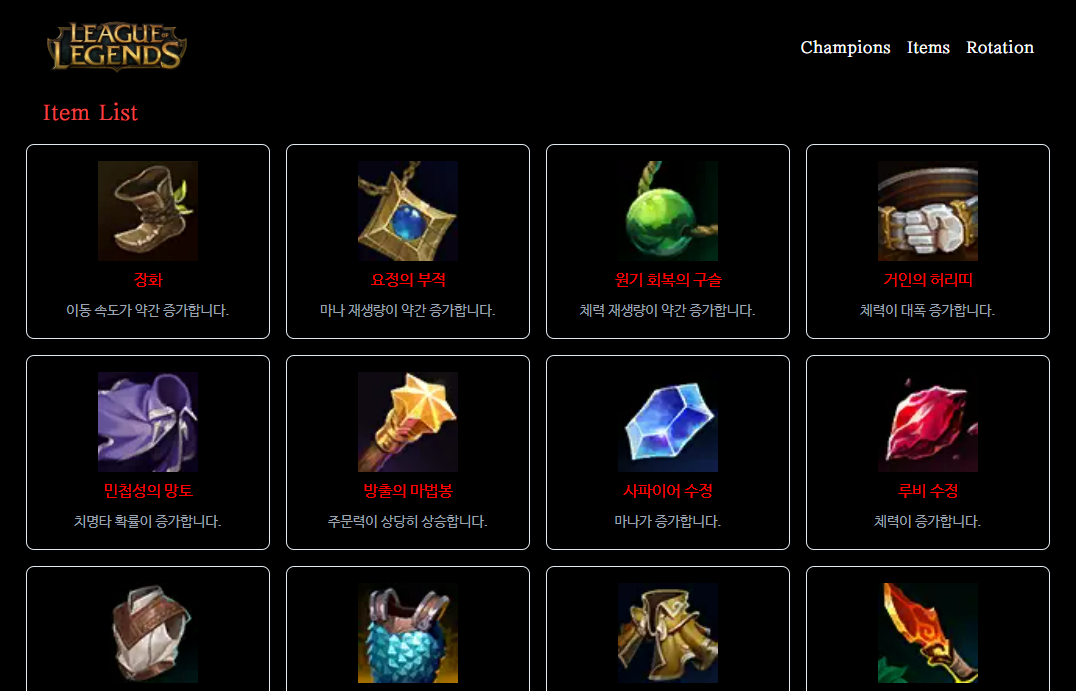 LEAGUE OF
LEGENDS
Champions Items Rotation
Item List
장화
이동 속도가 약간 증가합니다.
요정의 부적
마나 재생량이 약간 증가합니다.
원기 회복의 구슬
체력 재생량이 약간 증가합니다.
거인의 허리띠
체력이 대폭 증가합니다.
민첩성의 망토
치명타 확률이 증가합니다.
방출의 마법봉
주문력이 상당히 상승합니다.
사파이어 수정
마나가 증가합니다.
루비 수정
체력이 증가합니다.